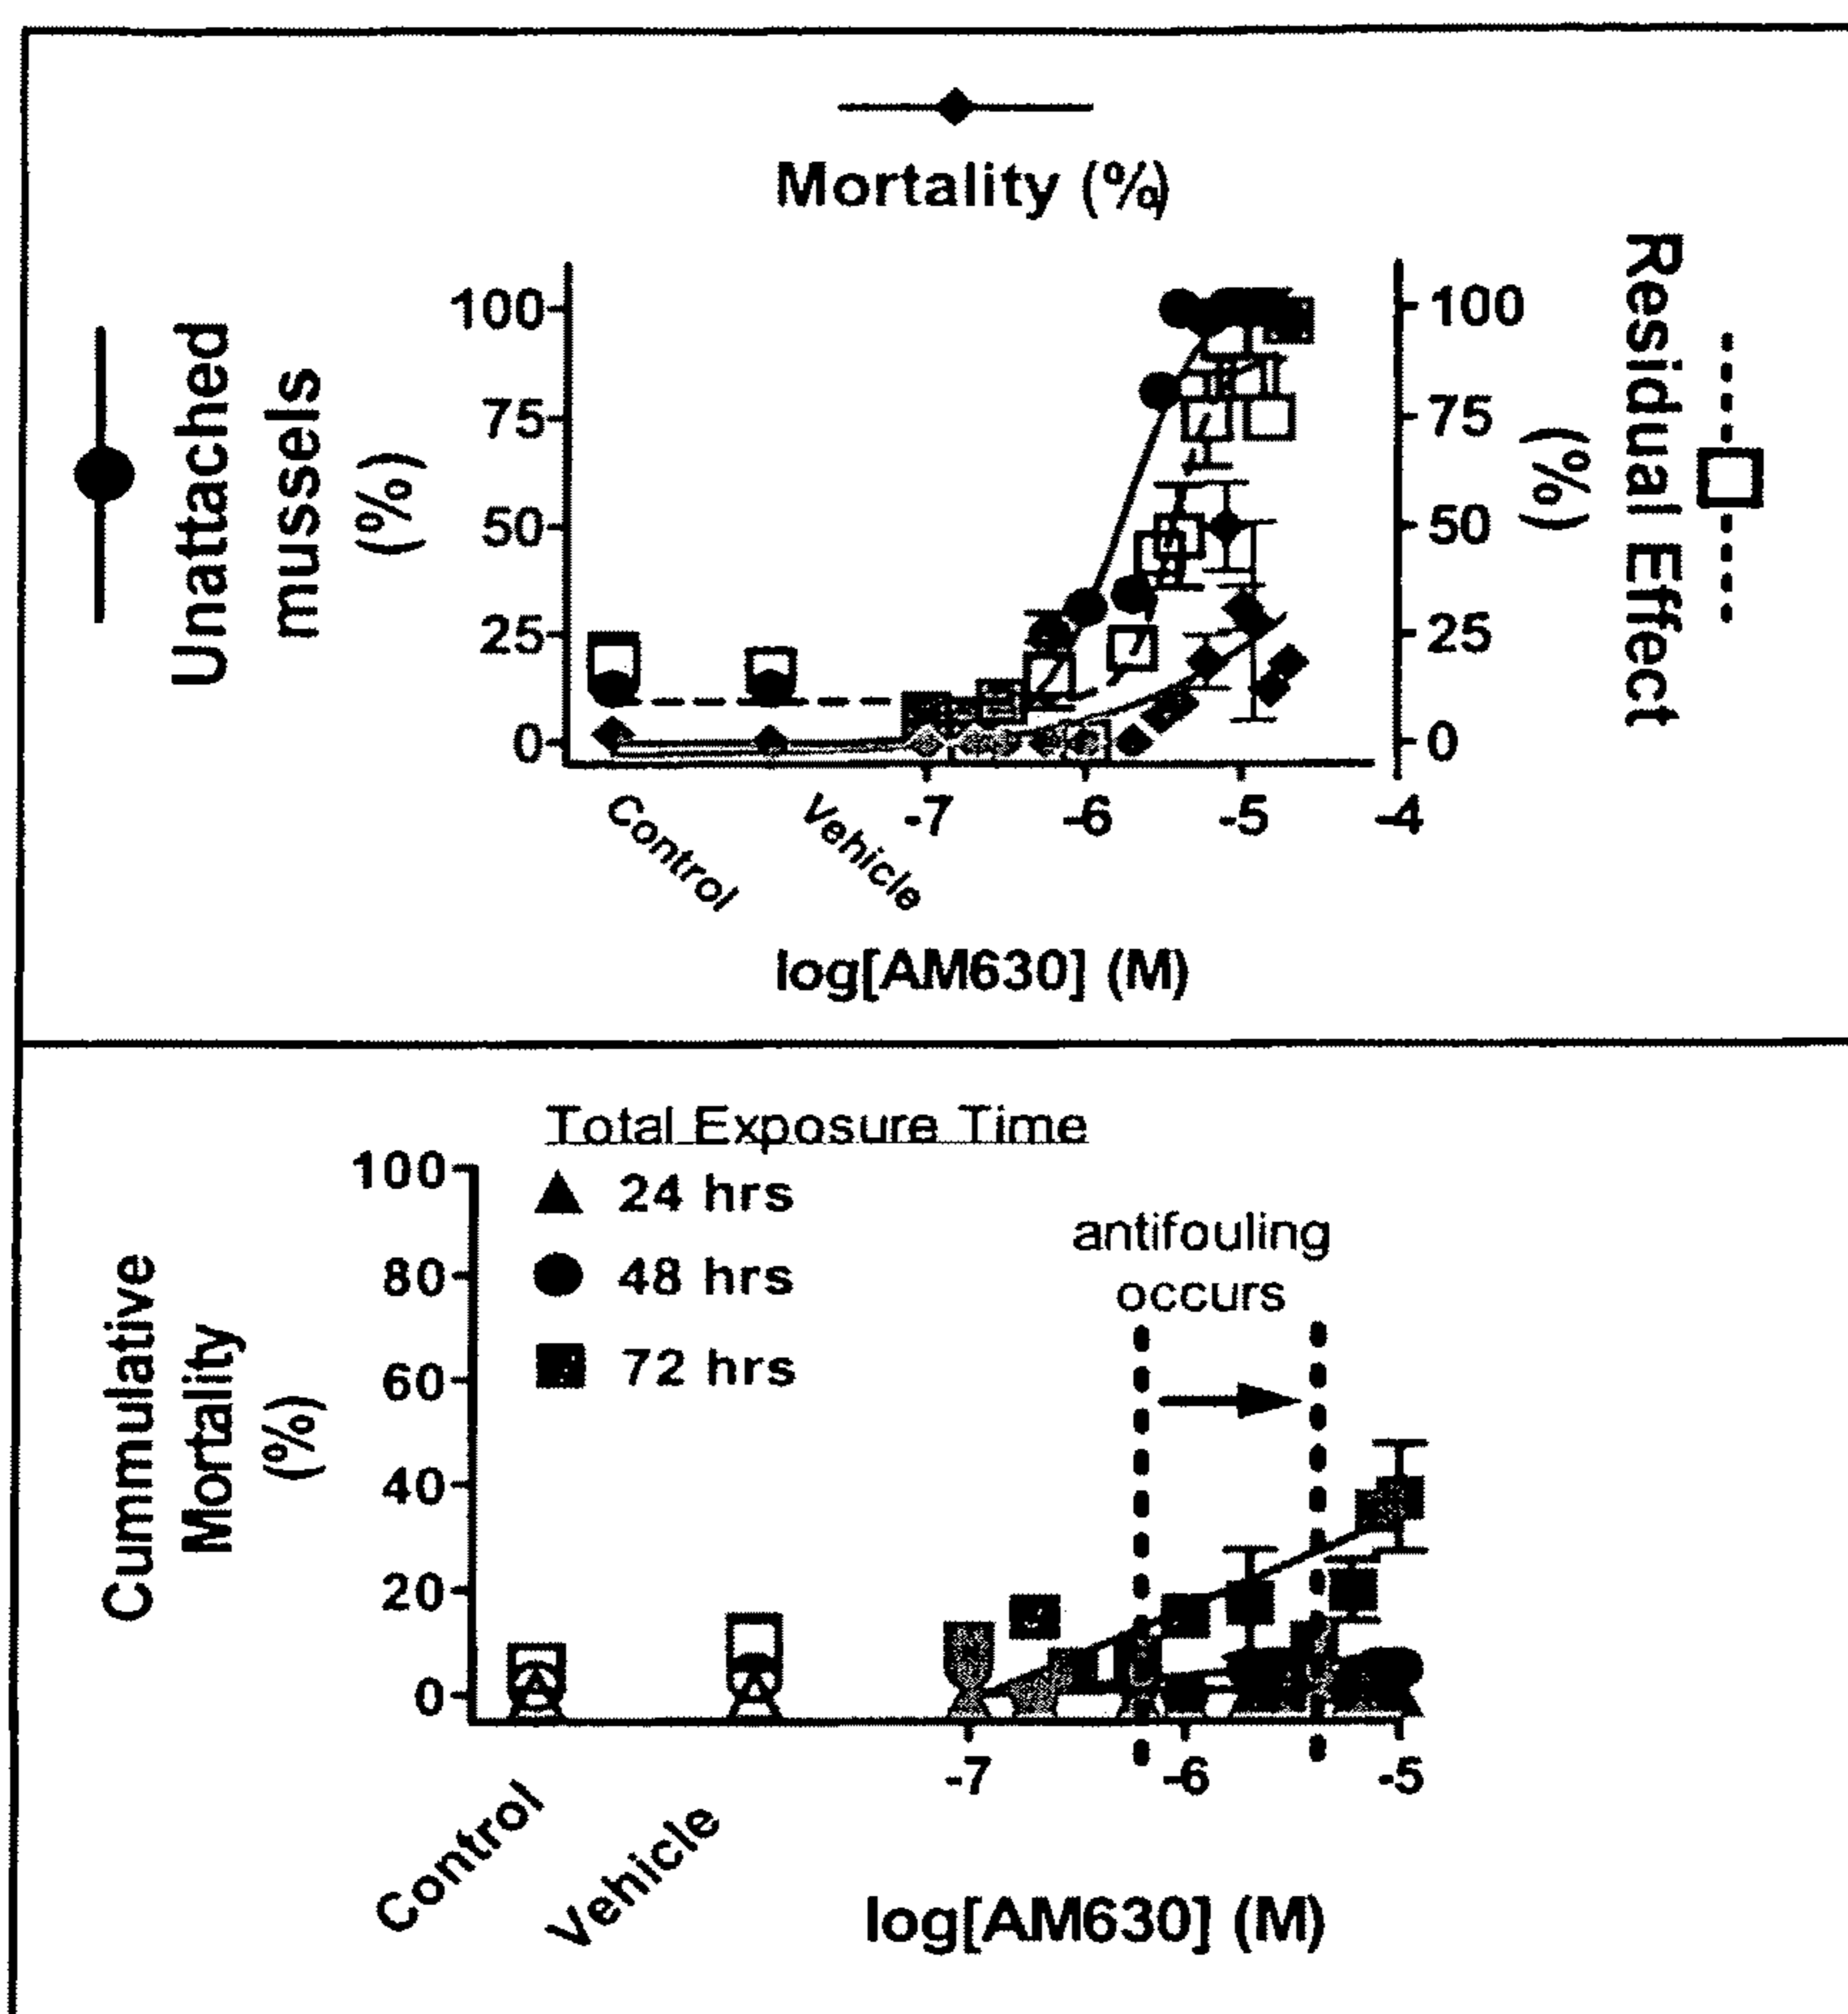 Mortality (%)
Unattached
mussels
(%)
100
75
50
25
0
100
75
50
25
0
Residual Effect
(%)
Control
Vehicle
-7
-6
-5
-4
log[AM630] (M)
Total Exposure Time
24 hrs
48 hrs
72 hrs
antifouling
occurs
Cummulative
Mortality
(%)
100
80
60
40
20
0
Control
Vehicle
-7
-6
-5
log[AM630] (M)